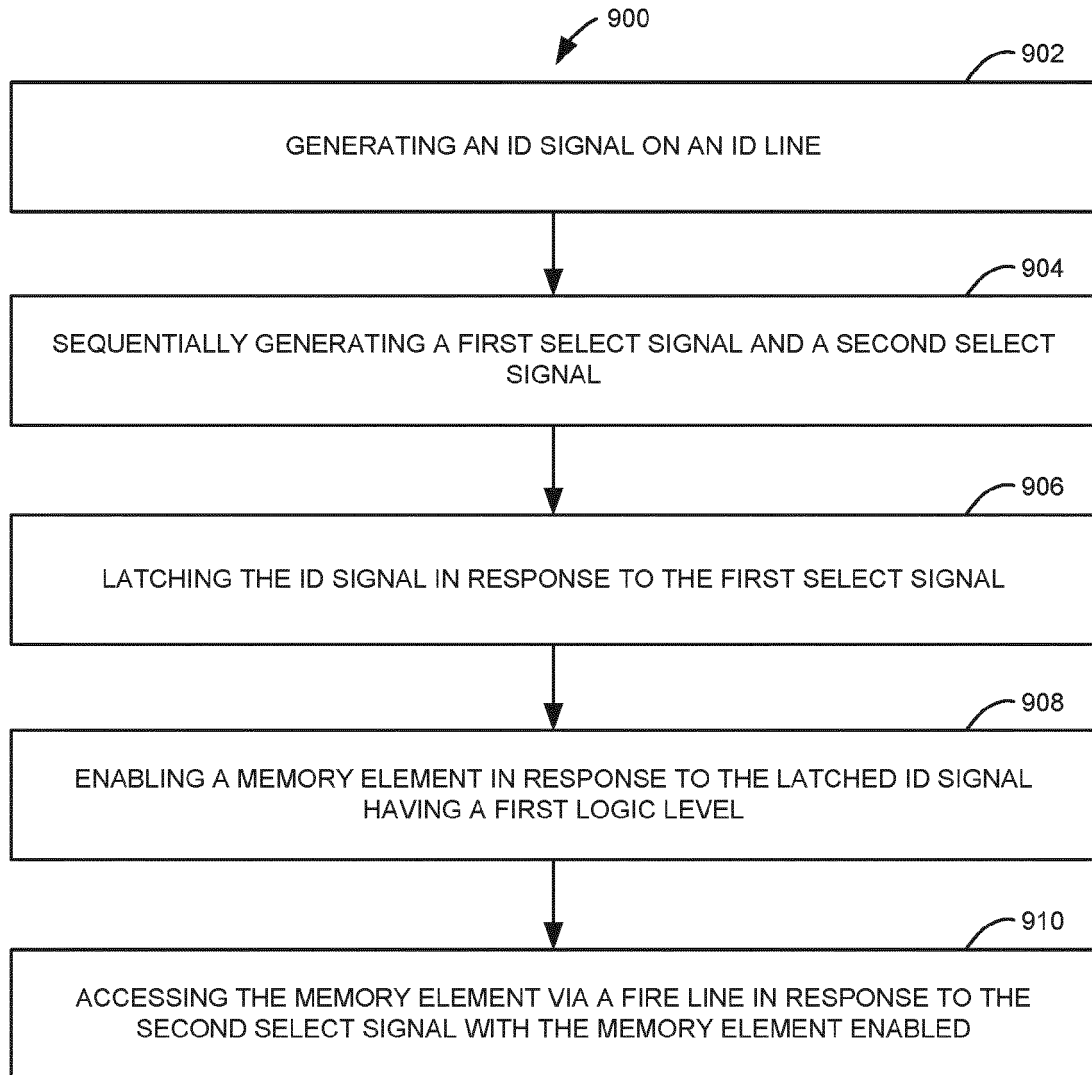 900
902
GENERATING AN ID SIGNAL ON AN ID LINE
904
SEQUENTIALLY GENERATING A FIRST SELECT SIGNAL AND A SECOND SELECT
SIGNAL
906
LATCHING THE ID SIGNAL IN RESPONSE TO THE FIRST SELECT SIGNAL
908
ENABLING A MEMORY ELEMENT IN RESPONSE TO THE LATCHED ID SIGNAL
HAVING A FIRST LOGIC LEVEL
910
ACCESSING THE MEMORY ELEMENT VIA A FIRE LINE IN RESPONSE TO THE
SECOND SELECT SIGNAL WITH THE MEMORY ELEMENT ENABLED